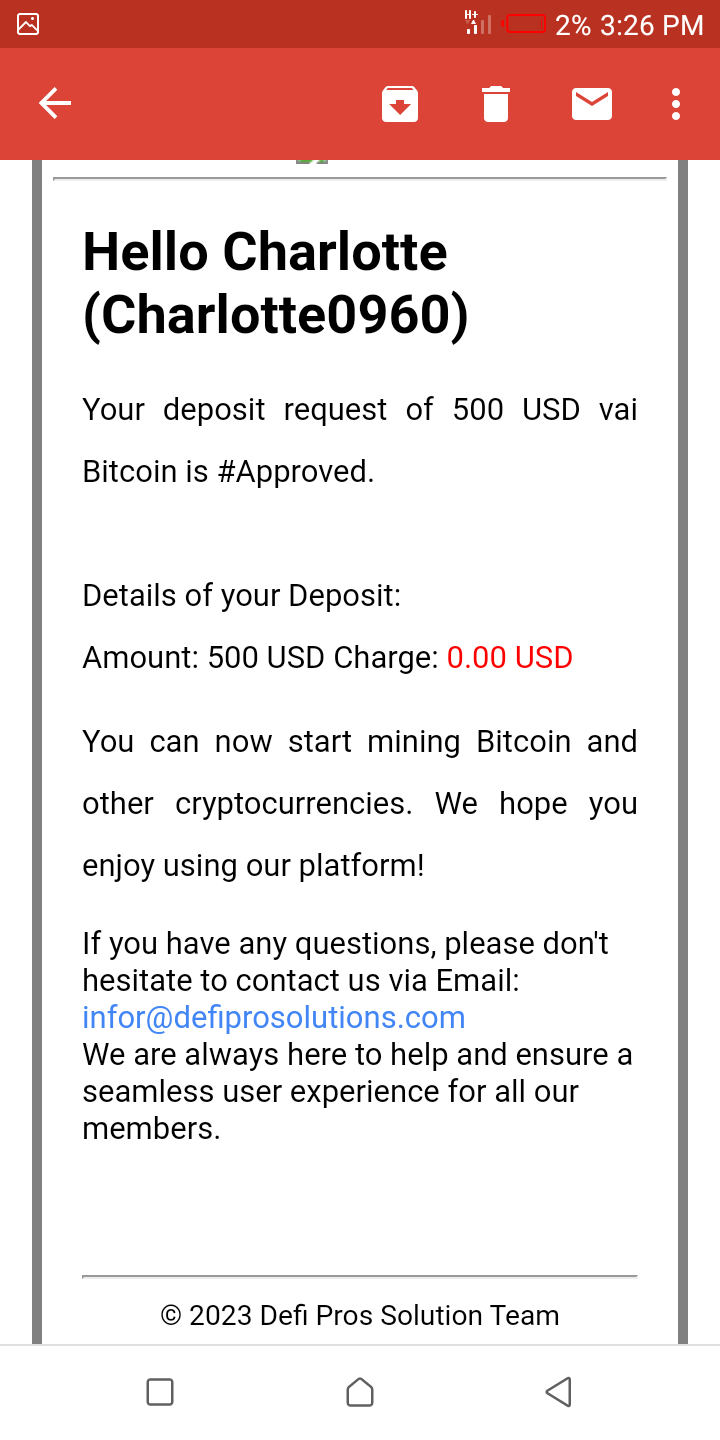 H+
2% 3:26 PM
Hello Charlotte
(Charlotte0960)
Your deposit request of 500 USD vai
Bitcoin is #Approved.
Details of your Deposit:
Amount: 500 USD Charge: 0.00 USD
You can now start mining Bitcoin and
other cryptocurrencies. We hope you
enjoy using our platform!
If you have any questions, please don't
hesitate to contact us via Email:
infor@defiprosolutions.com
We are always here to help and ensure a
seamless user experience for all our
members.
© 2023 Defi Pros Solution Team